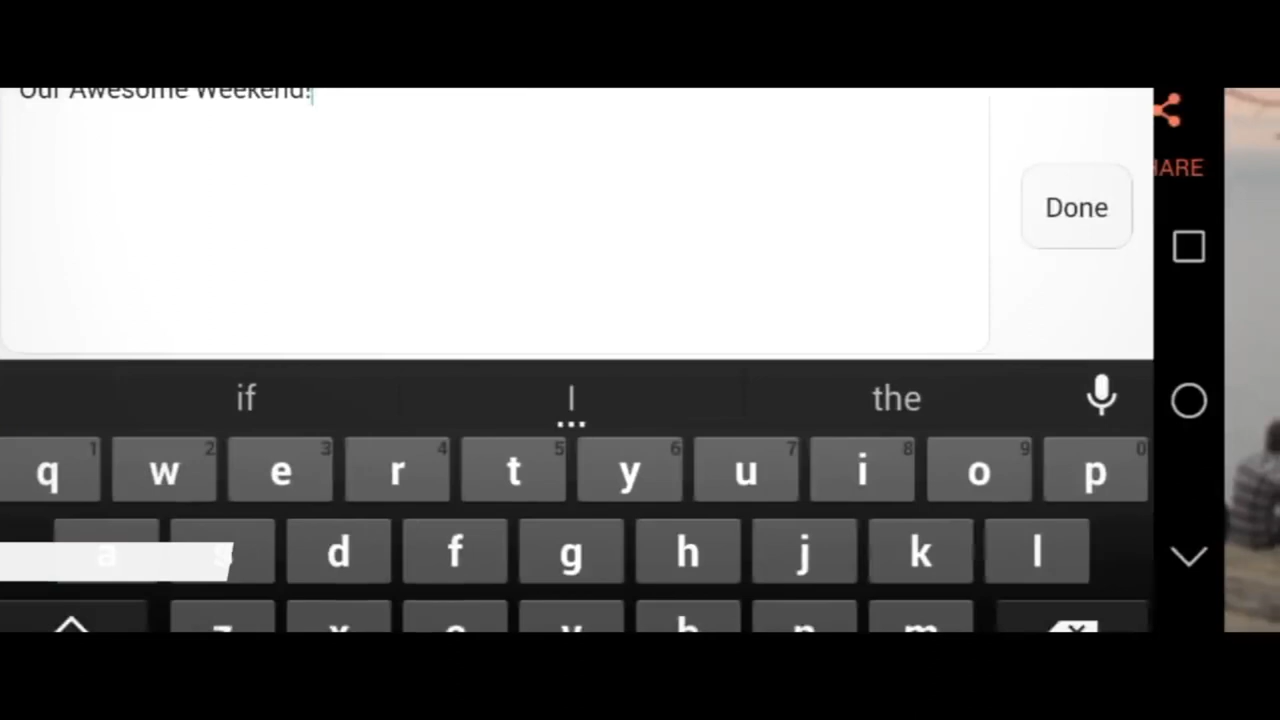 Our Awesome Weekend!
HARE
Done
if I the
1 2 3 4 5 6 7 8 9 0
q w e r t y u i o p
a s d f g h j k l
z x c v b n m